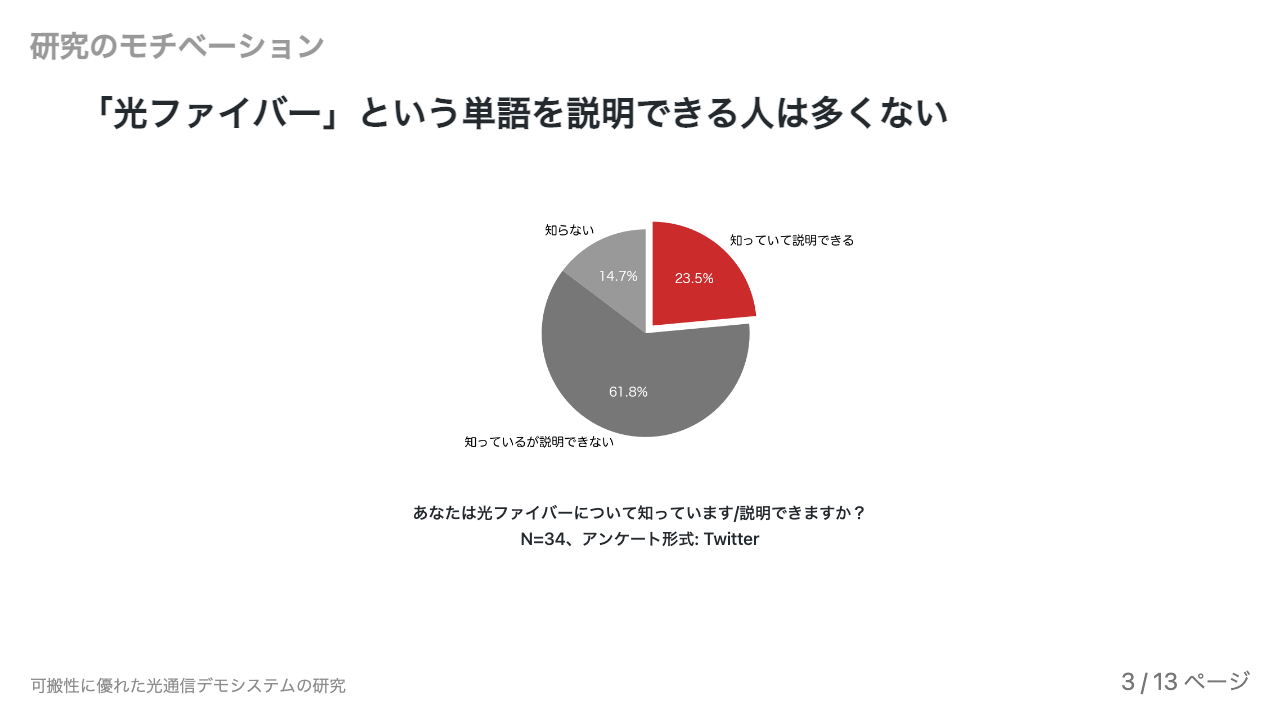 研究のモチベーション
「光ファイバー」という単語を説明できる人は多くない
知らない
知っていて説明できる
14.7%
23.5%
61.8%
知っているが説明できない
あなたは光ファイバーについて知っています/説明できますか？
N=34、アンケート形式: Twitter
可搬性に優れた光通信デモシステムの研究
3 / 13 ページ